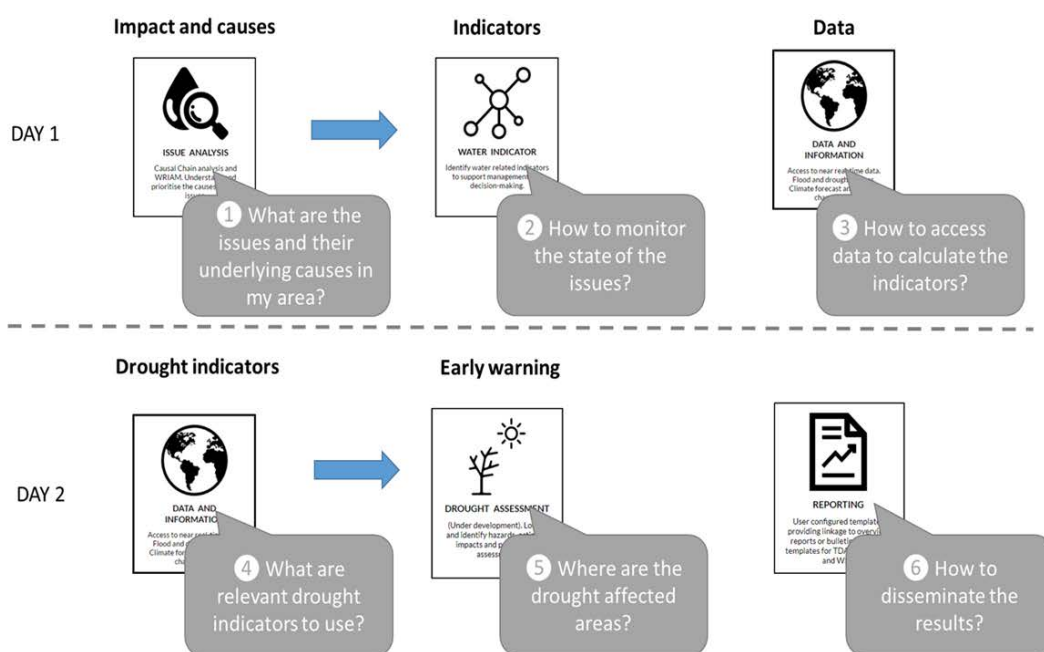 Impact and causes
Indicators
Data
DAY 1
ISSUE ANALYSIS
Causal Chain analysis and
WRIAM. Understand
prioritise the causes
1 What are the
issues and their
underlying causes in
my area?
WATER INDICATOR
Identify water related indicators
to support management
decision-making.
2 How to monitor
the state of the
issues?
DATA AND
INFORMATION
Access to near real-time data.
Flood and drought
Climate forecast
3 How to access
data to calculate the
indicators?
Drought indicators
Early warning
DAY 2
DATA AND
INFORMATION
Access to near
Flood and
Climate
4 What are
relevant drought
indicators to use?
DROUGHT ASSESSMENT
(Under development).
and Identify hazards,
impacts and
5 Where are the
drought affected
areas?
REPORTING
User configured template
providing linkage to
reports or
templates for
and
6 How to
disseminate the
results?